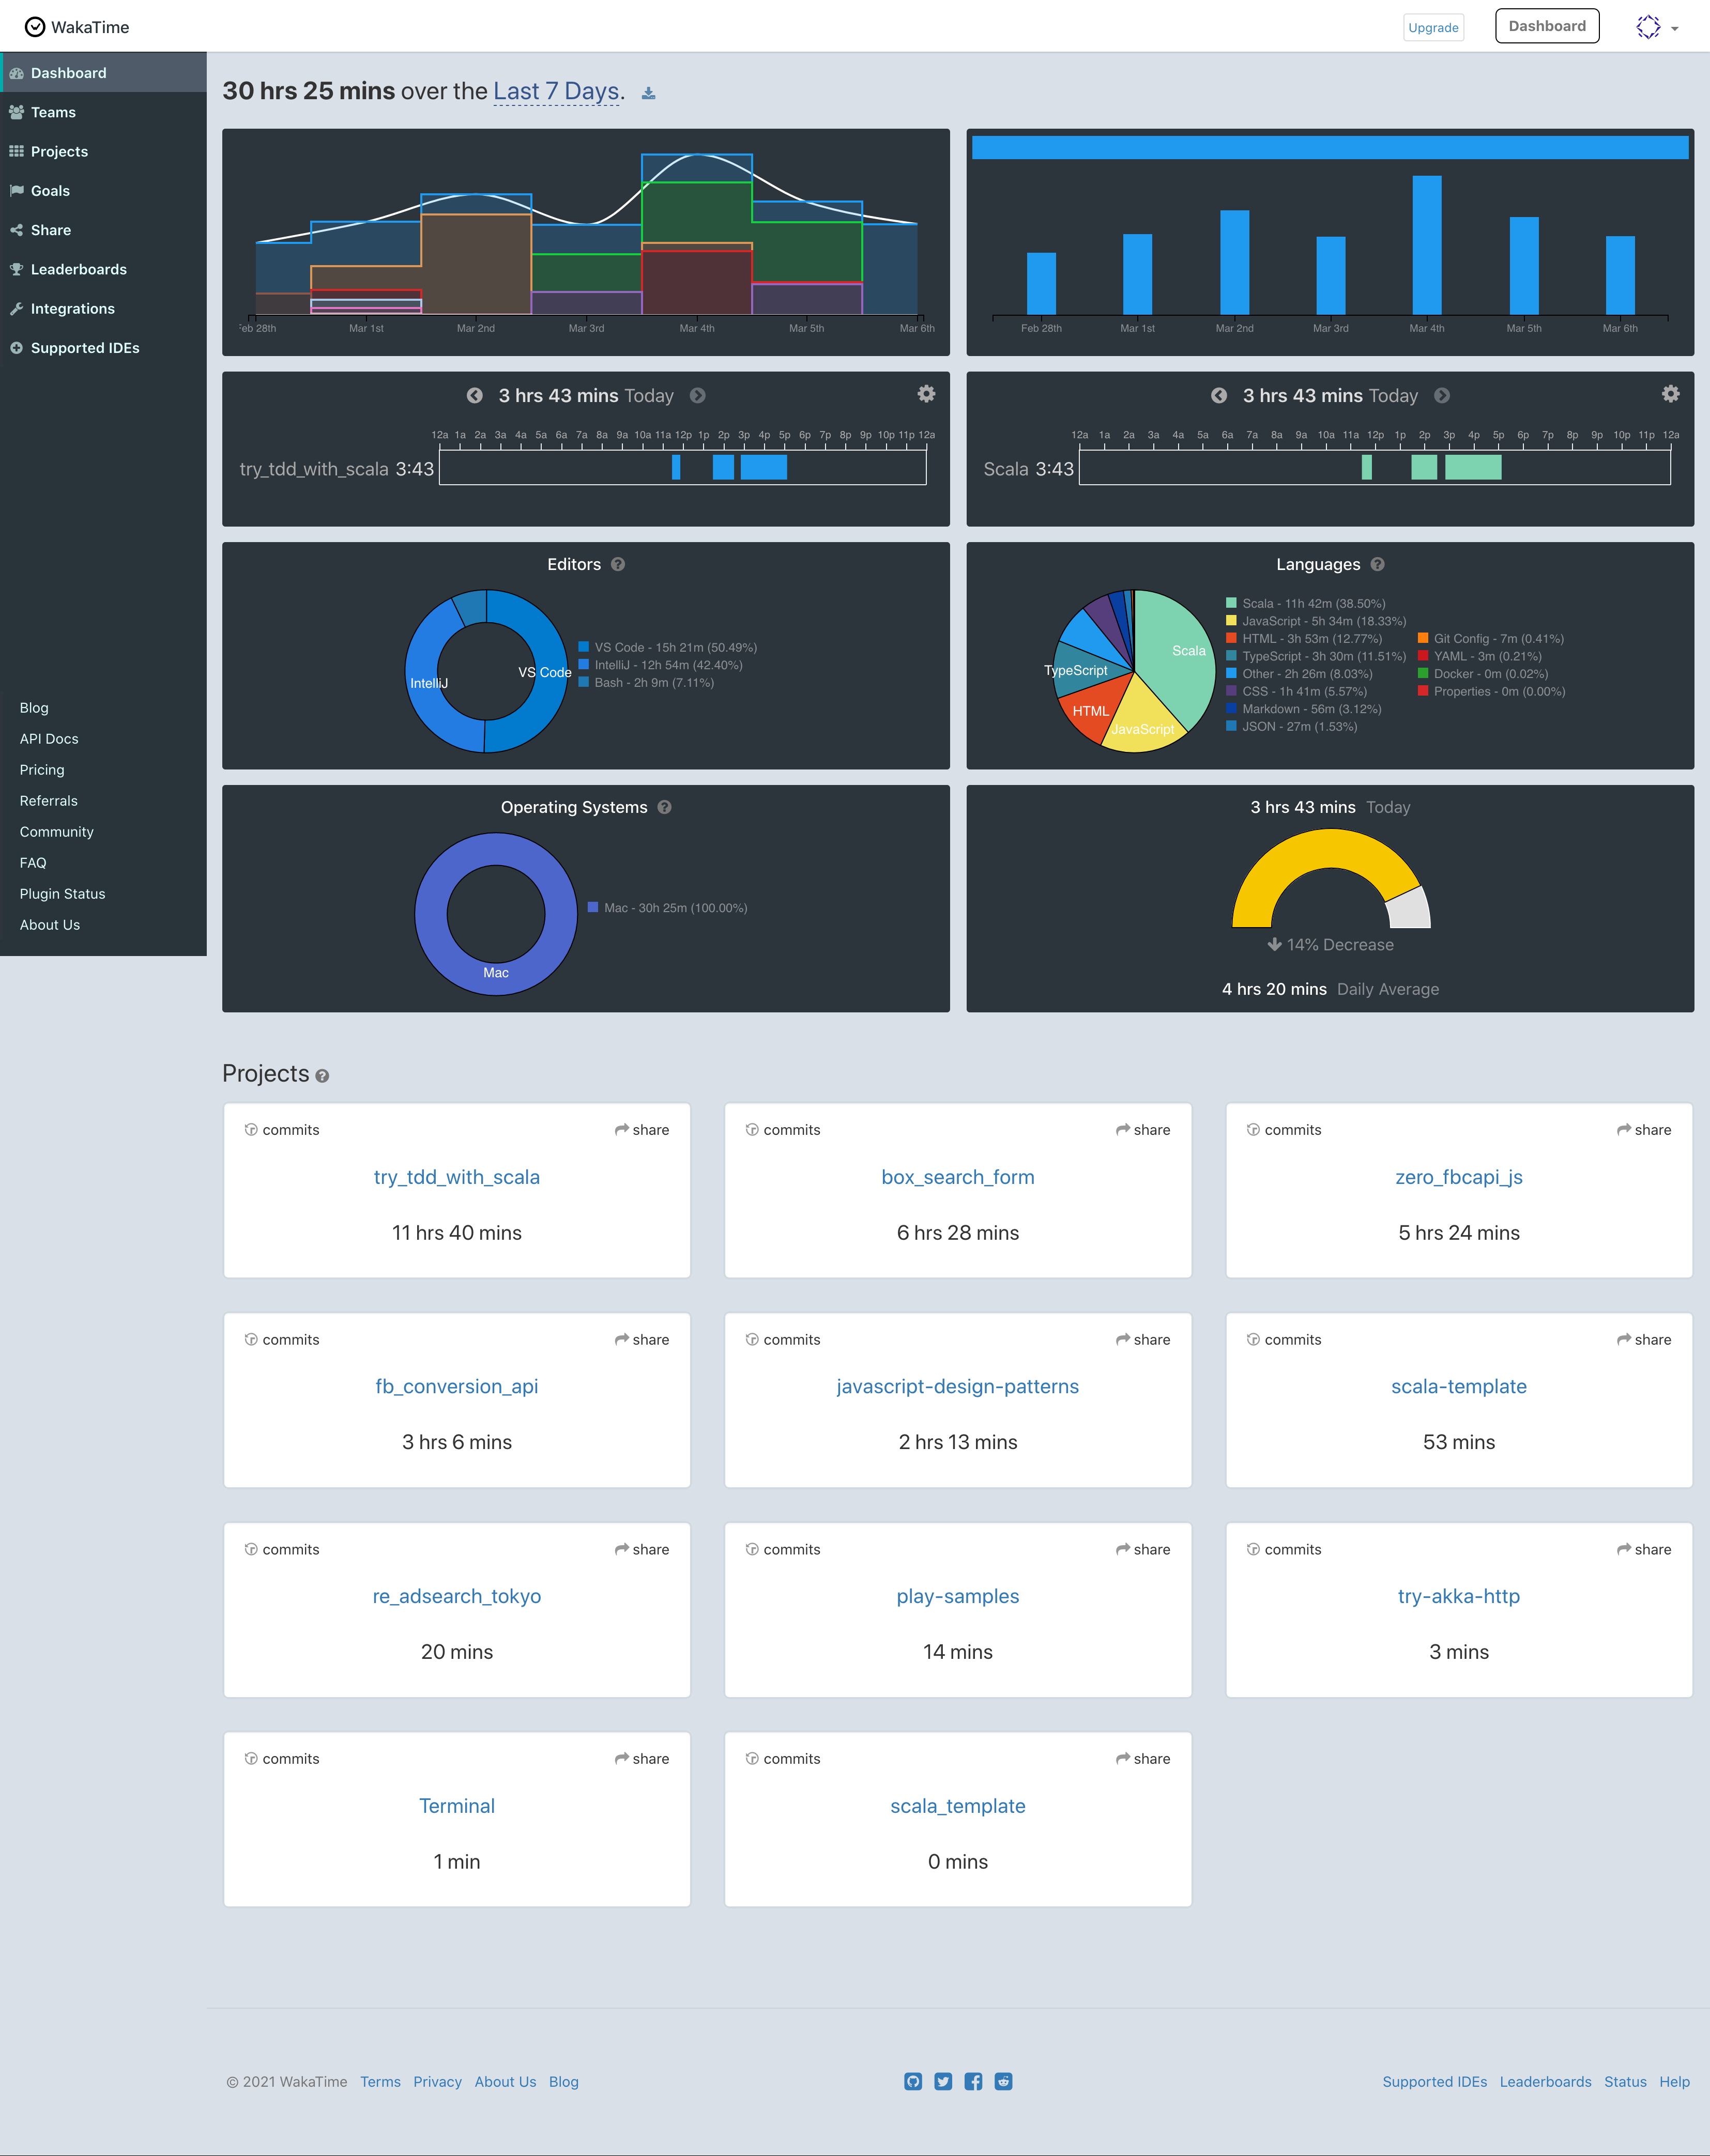 WakaTime
Upgrade
Dashboard
Dashboard
Teams
Projects
Goals
Share
Leaderboards
Integrations
Supported IDEs
Blog
API Docs
Pricing
Referrals
Community
FAQ
Plugin Status
About Us
30 hrs 25 mins over the Last 7 Days.
Feb 28th Mar 1st Mar 2nd Mar 3rd Mar 4th Mar 5th Mar 6th
Feb 28th Mar 1st Mar 2nd Mar 3rd Mar 4th Mar 5th Mar 6th
3 hrs 43 mins Today
12a 1a 2a 3a 4a 5a 6a 7a 8a 9a 10a 11a 12p 1p 2p 3p 4p 5p 6p 7p 8p 9p 10p 11p 12a
try_tdd_with_scala 3:43
3 hrs 43 mins Today
12a 1a 2a 3a 4a 5a 6a 7a 8a 9a 10a 11a 12p 1p 2p 3p 4p 5p 6p 7p 8p 9p 10p 11p 12a
Scala 3:43
Editors ?
VS Code
IntelliJ
VS Code - 15h 21m (50.49%)
IntelliJ - 12h 54m (42.40%)
Bash - 2h 9m (7.11%)
Languages ?
Scala
TypeScript
HTML
JavaScript
Scala - 11h 42m (38.50%)
JavaScript - 5h 34m (18.33%)
HTML - 3h 53m (12.77%)
TypeScript - 3h 30m (11.51%)
Other - 2h 26m (8.03%)
CSS - 1h 41m (5.57%)
Markdown - 56m (3.12%)
JSON - 27m (1.53%)
Git Config - 7m (0.41%)
YAML - 3m (0.21%)
Docker - 0m (0.02%)
Properties - 0m (0.00%)
Operating Systems ?
Mac
Mac - 30h 25m (100.00%)
3 hrs 43 mins Today
14% Decrease
4 hrs 20 mins Daily Average
Projects ?
commits share
try_tdd_with_scala
11 hrs 40 mins
commits share
box_search_form
6 hrs 28 mins
commits share
zero_fbcapi_js
5 hrs 24 mins
commits share
fb_conversion_api
3 hrs 6 mins
commits share
javascript-design-patterns
2 hrs 13 mins
commits share
scala-template
53 mins
commits share
re_adsearch_tokyo
20 mins
commits share
play-samples
14 mins
commits share
try-akka-http
3 mins
commits share
Terminal
1 min
commits share
scala_template
0 mins
© 2021 WakaTime Terms Privacy About Us Blog
Supported IDEs Leaderboards Status Help